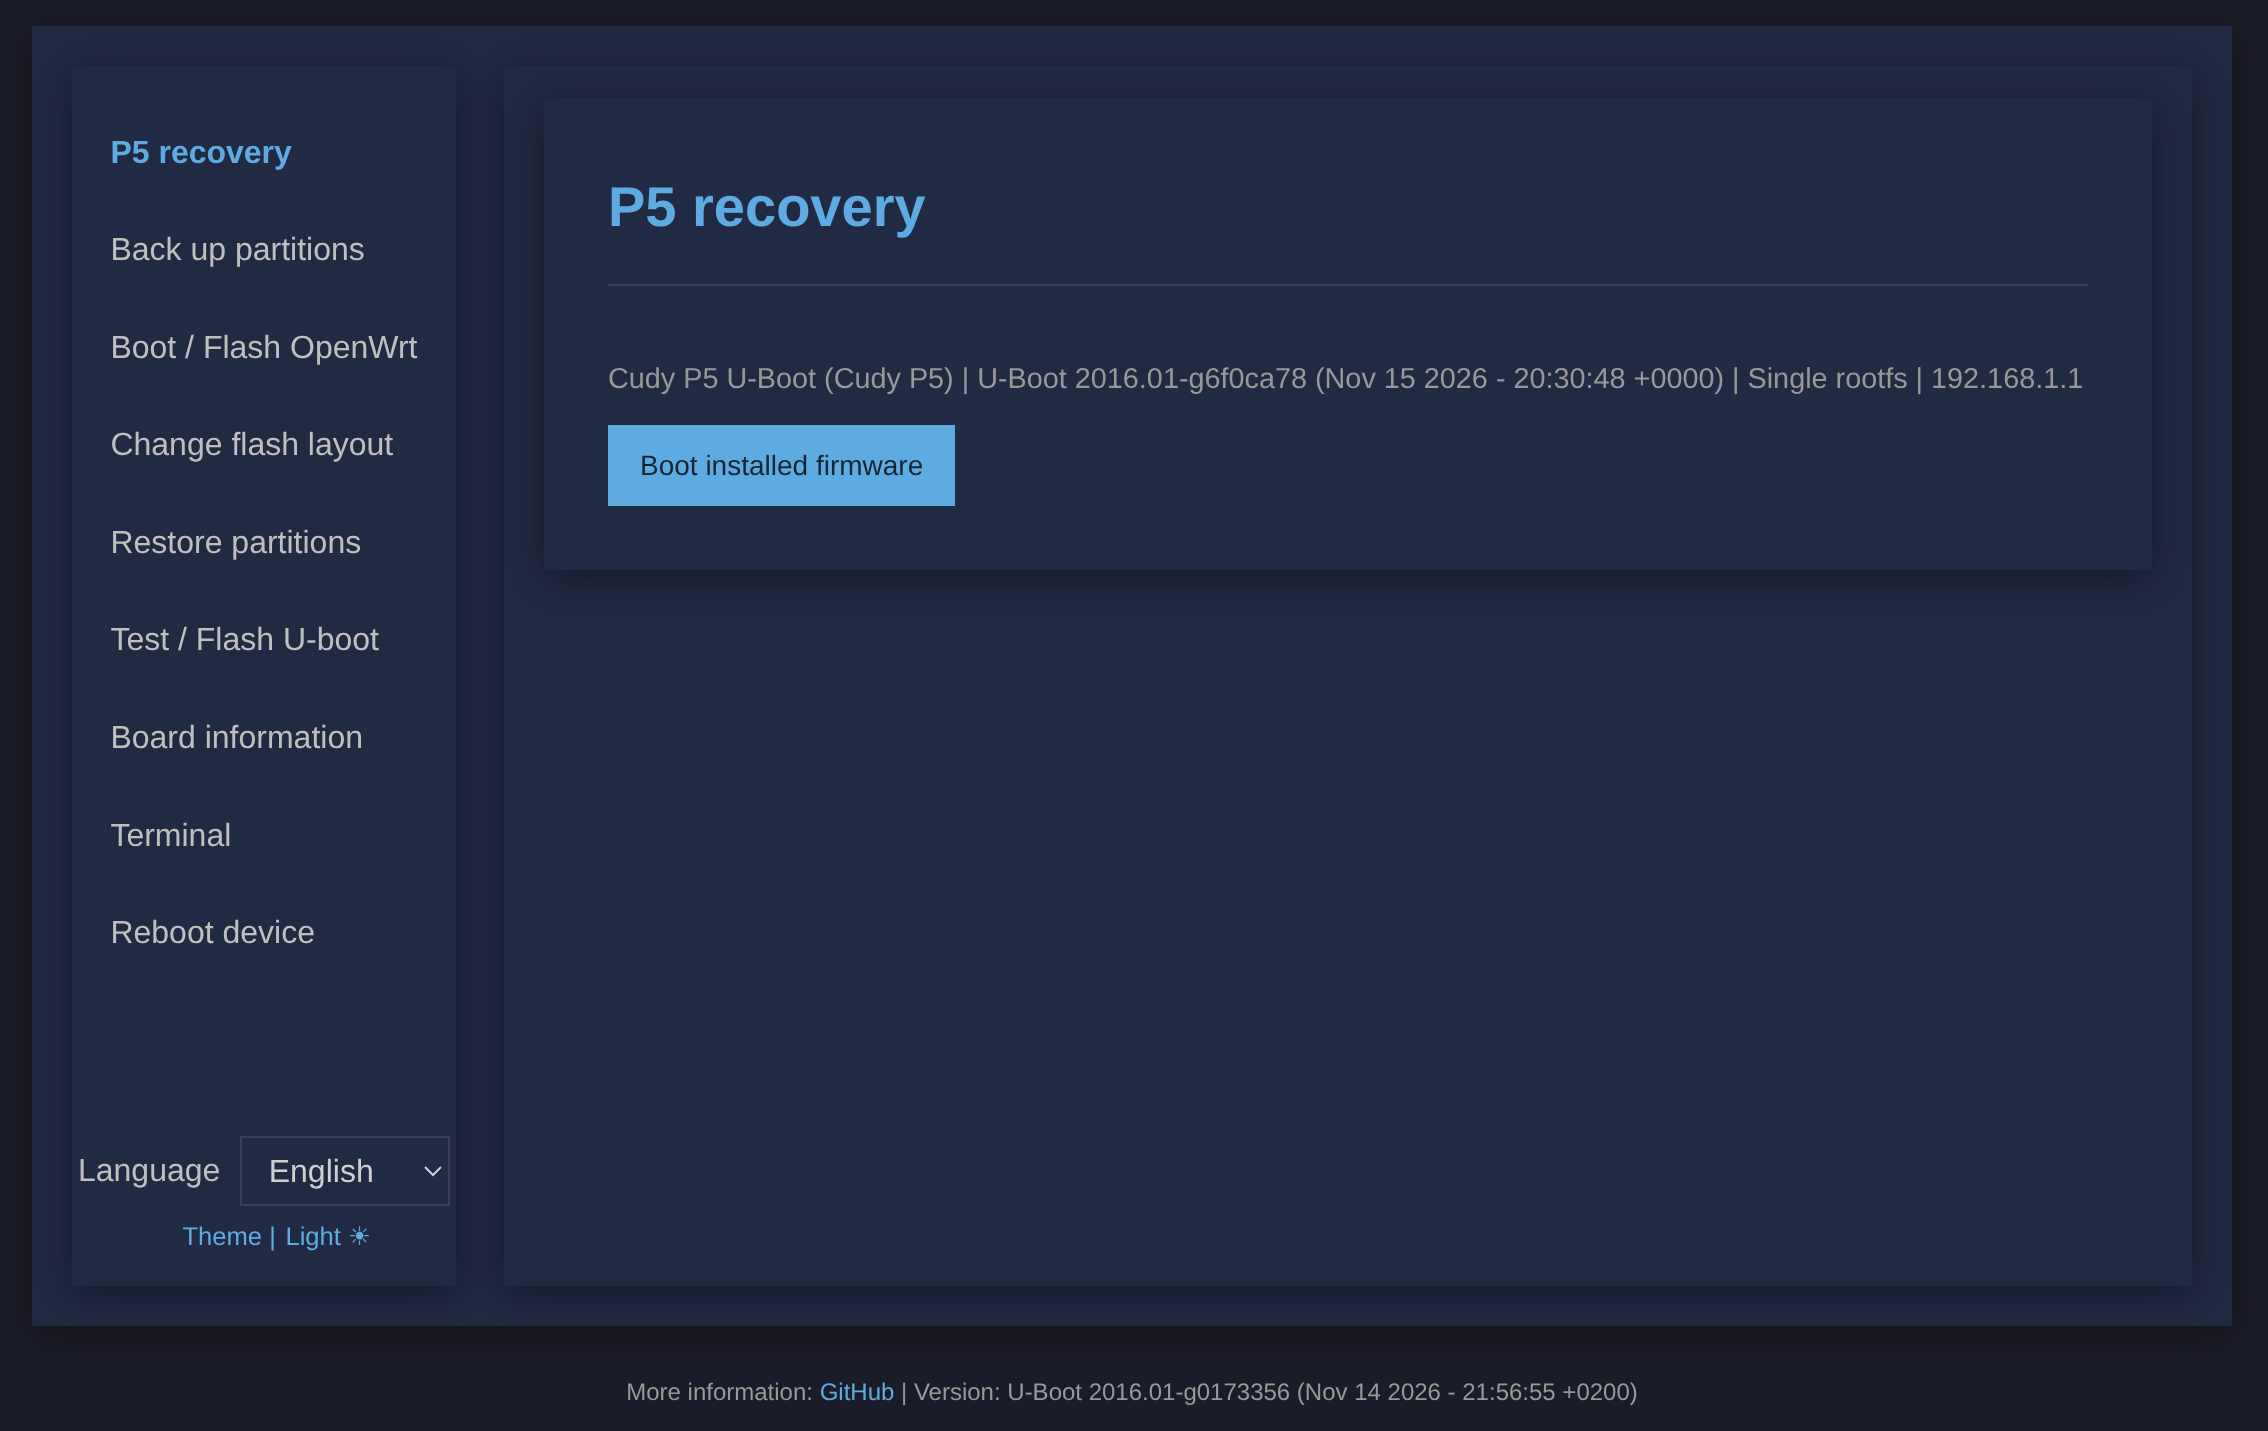 P5 recovery
Back up partitions
Boot / Flash OpenWrt
Change flash layout
Restore partitions
Test / Flash U-boot
Board information
Terminal
Reboot device
Language English
Theme | Light ☀
P5 recovery
Cudy P5 U-Boot (Cudy P5) | U-Boot 2016.01-g6f0ca78 (Nov 15 2026 - 20:30:48 +0000) | Single rootfs | 192.168.1.1
Boot installed firmware
More information: GitHub | Version: U-Boot 2016.01-g0173356 (Nov 14 2026 - 21:56:55 +0200)